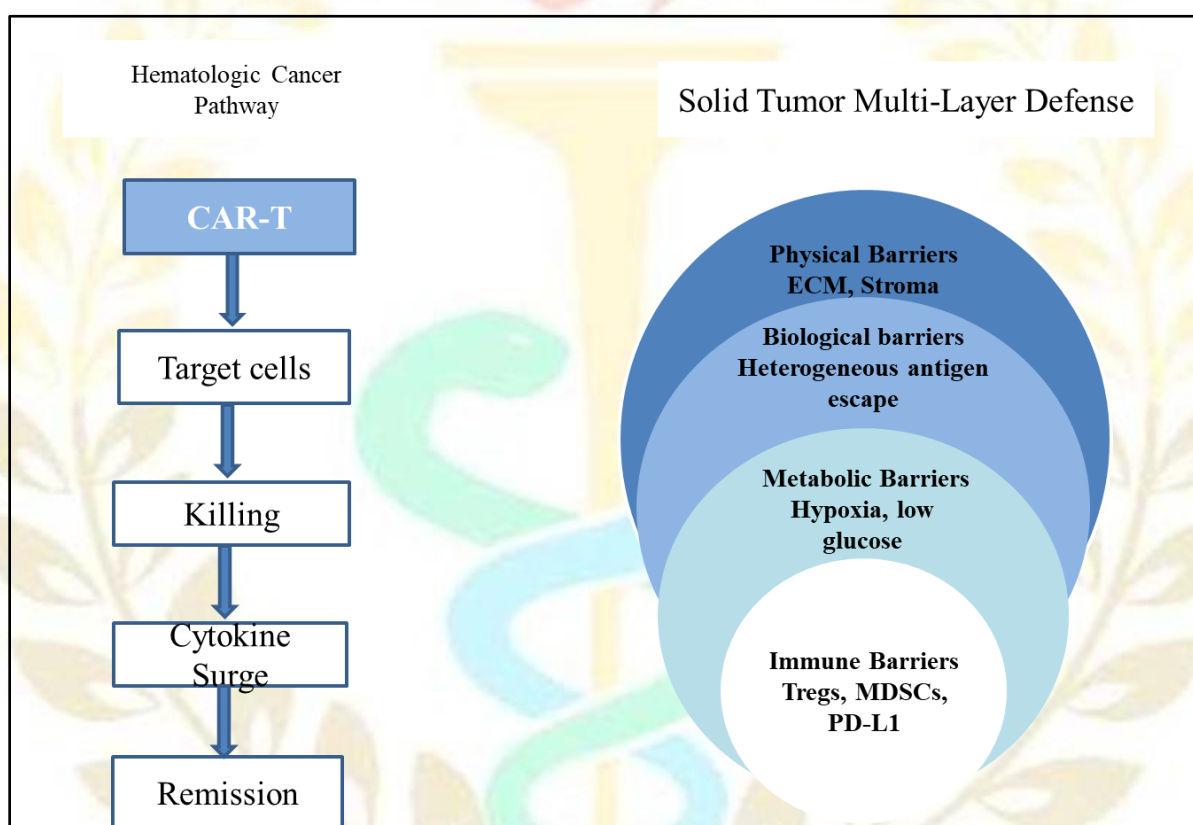 Hematologic Cancer
Pathway
CAR-T
Target cells
Killing
Cytokine
Surge
Remission
Solid Tumor Multi-Layer Defense
Physical Barriers
ECM, Stroma
Biological barriers
Heterogeneous antigen
escape
Metabolic Barriers
Hypoxia, low
glucose
Immune Barriers
Tregs, MDSCs,
PD-L1